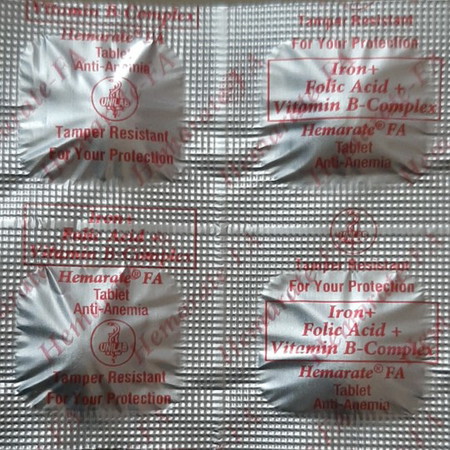 Vitamin B-Complex
Hemarate® FA
Tablet
Anti-Anemia
UNILAB
Tamper Resistant
For Your Protection
Tamper Resistant
For Your Protection
Iron+
Folic Acid +
Vitamin B-Complex
Hemarate® FA
Tablet
Anti-Anemia
Iron+
Folic Acid +
Vitamin B-Complex
Hemarate® FA
Tablet
Anti-Anemia
UNILAB
Tamper Resistant
For Your Protection
Tamper Resistant
For Your Protection
Iron+
Folic Acid +
Vitamin B-Complex
Hemarate® FA
Tablet
Anti-Anemia